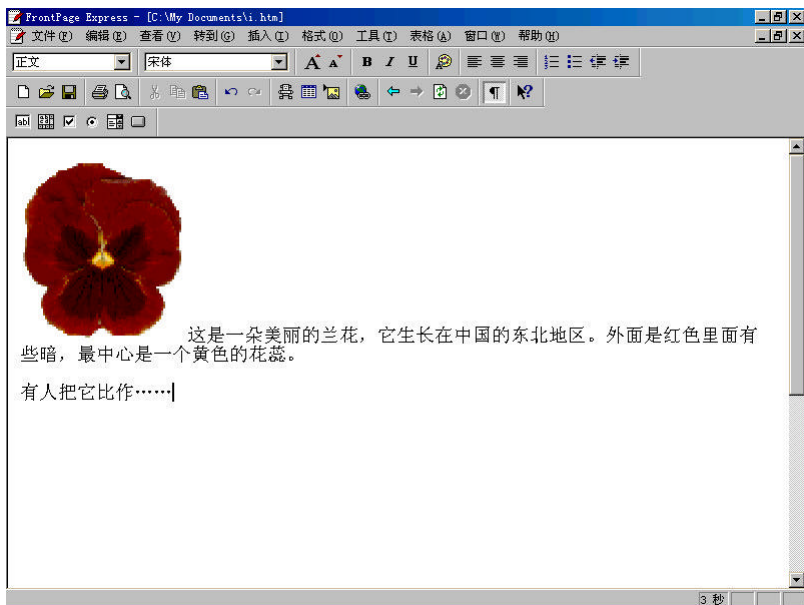 FrontPage Express - [C:\My Documents\i.htm]
文件(F) 编辑(E) 查看(V) 转到(G) 插入(I) 格式(O) 工具(T) 表格(A) 窗口(W) 帮助(H)
正文 宋体 A A B I U
这是一朵美丽的兰花，它生长在中国的东北地区。外面是红色里面有
些暗，最中心是一个黄色的花蕊。
有人把它比作……
3 秒